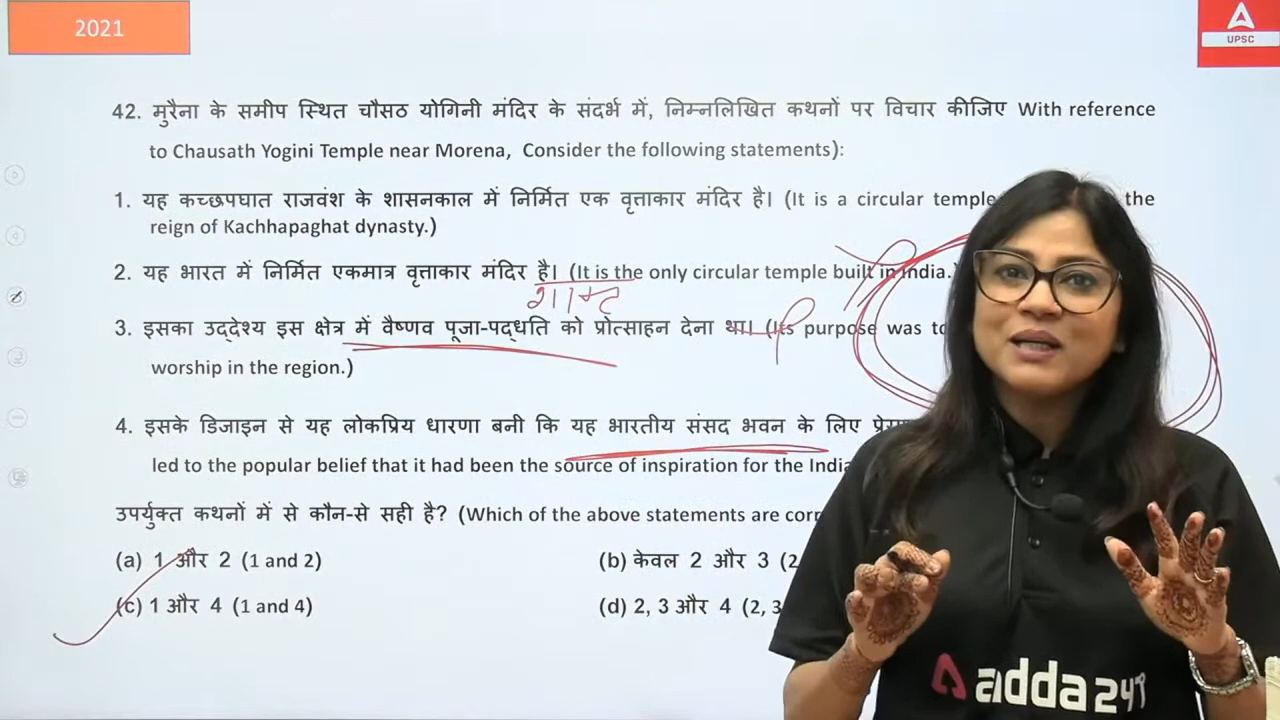 2021
UPSC
42. मुरैना के समीप स्थित चौसठ योगिनी मंदिर के संदर्भ में, निम्नलिखित कथनों पर विचार कीजिए With reference
to Chausath Yogini Temple near Morena, Consider the following statements):
1. यह कच्छपघात राजवंश के शासनकाल में निर्मित एक वृत्ताकार मंदिर है। (It is a circular temple the
reign of Kachhapaghat dynasty.)
2. यह भारत में निर्मित एकमात्र वृत्ताकार मंदिर है। (It is the only circular temple built in India.
3. इसका उद्देश्य इस क्षेत्र में वैष्णव पूजा-पद्धति को प्रोत्साहन देना था। (Its purpose was to
worship in the region.)
4. इसके डिजाइन से यह लोकप्रिय धारणा बनी कि यह भारतीय संसद भवन के लिए
led to the popular belief that it had been the source of inspiration for the
उपर्युक्त कथनों में से कौन-से सही है? (Which of the above statements are
(a) 1 और 2 (1 and 2)
(b) केवल 2 और 3 (2
(c) 1 और 4 (1 and 4)
(d) 2, 3 और 4 (2, 3
adda 247